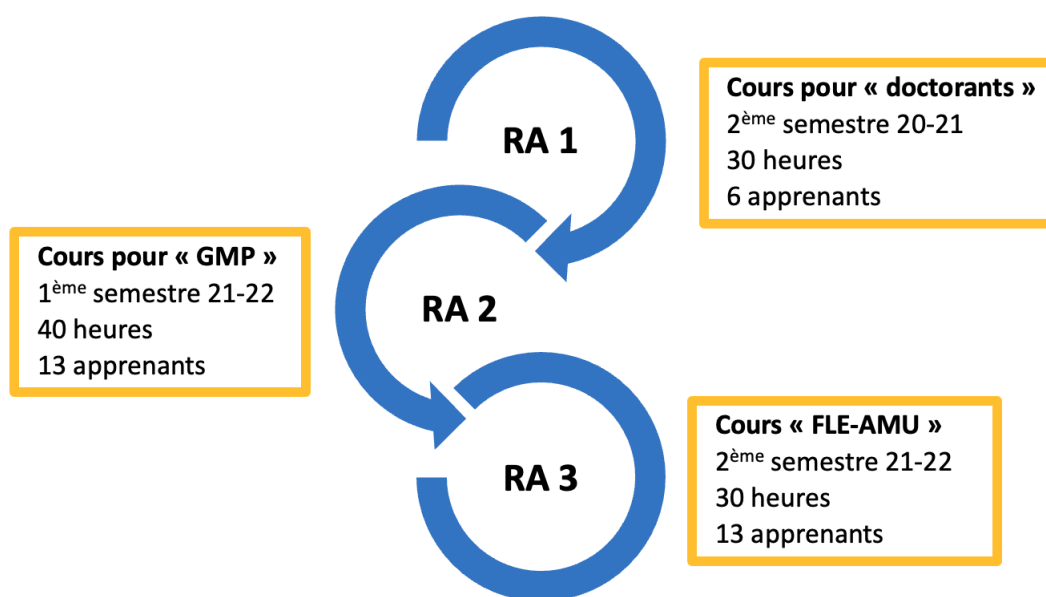 RA 1
Cours pour « doctorants »
2ème semestre 20-21
30 heures
6 apprenants
Cours pour « GMP »
1ème semestre 21-22
40 heures
13 apprenants
RA 2
RA 3
Cours « FLE-AMU »
2ème semestre 21-22
30 heures
13 apprenants